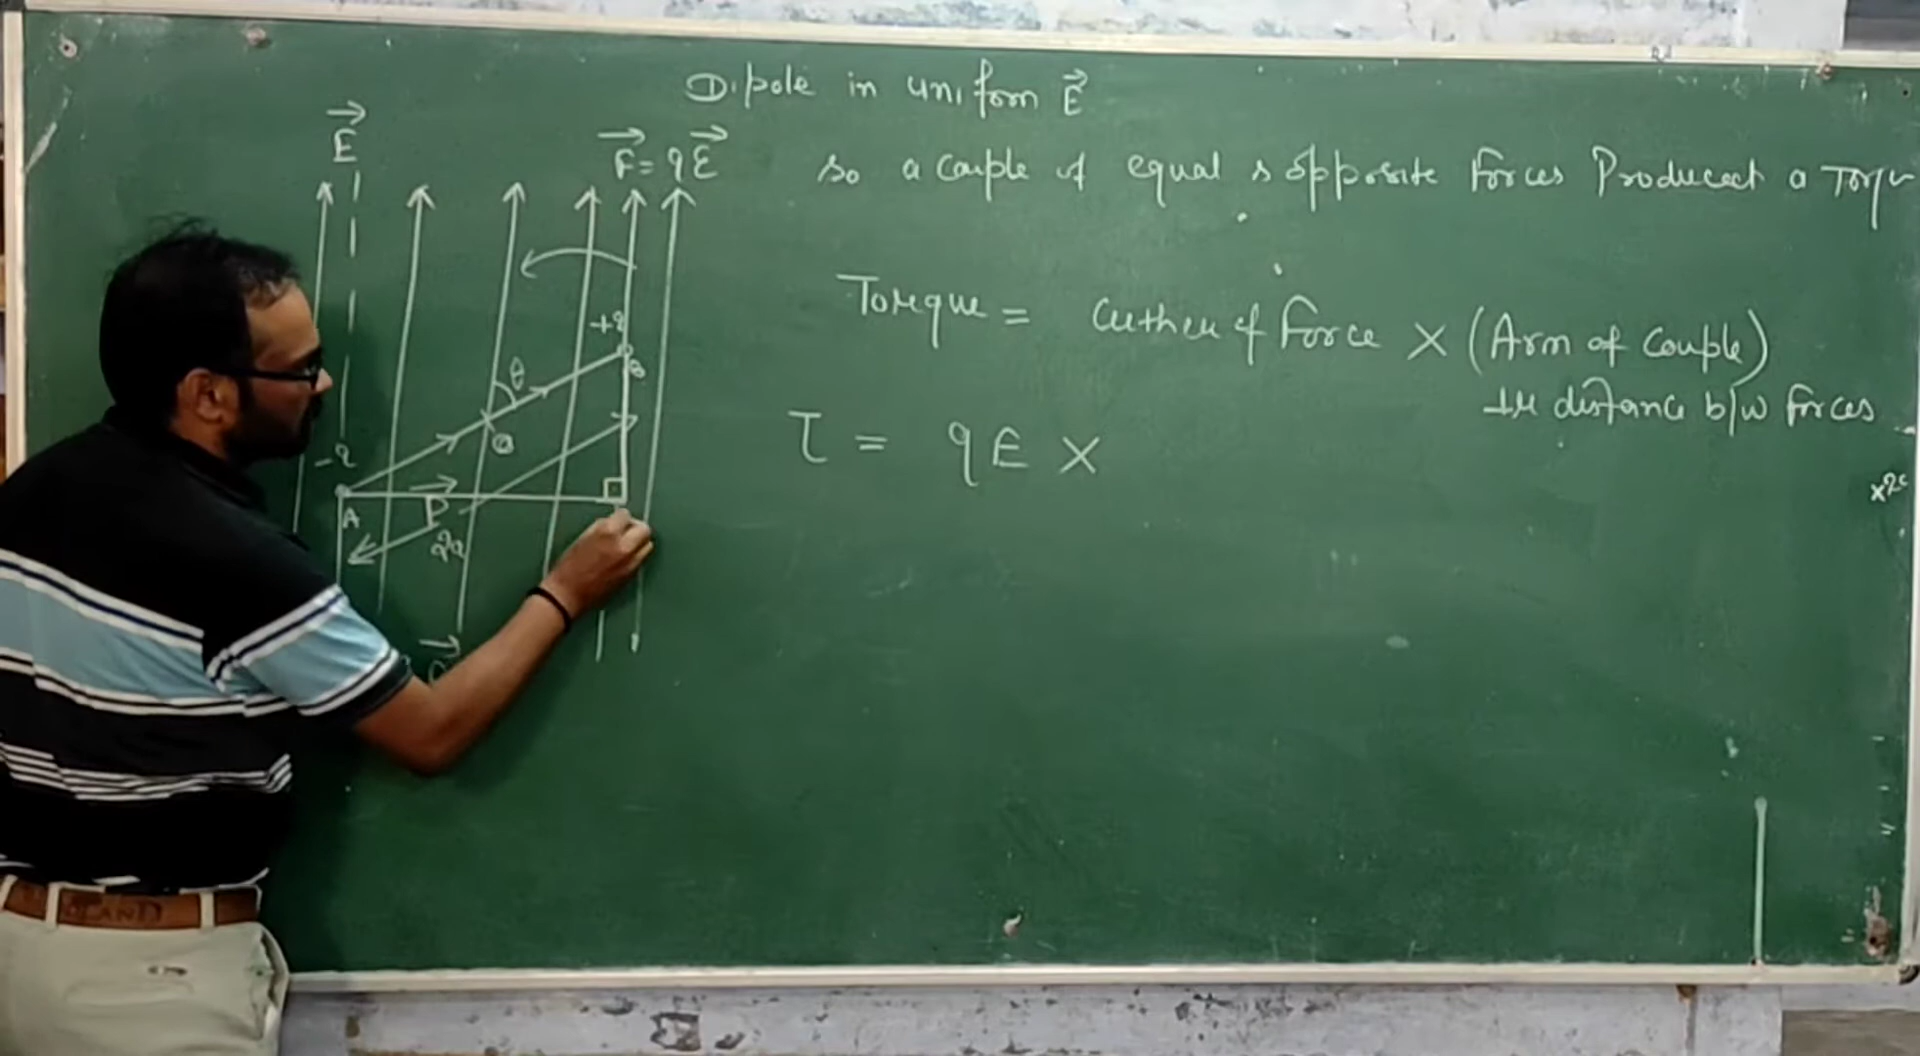 Dipole in uniform E
E
F = qE
so a couple of equal & opposite forces Produced a Torqu
Torque = either of Force × (Arm of Couple)
⊥r distance b/w forces
τ = qE ×
+q
B
θ
O
-q
A
P
2a